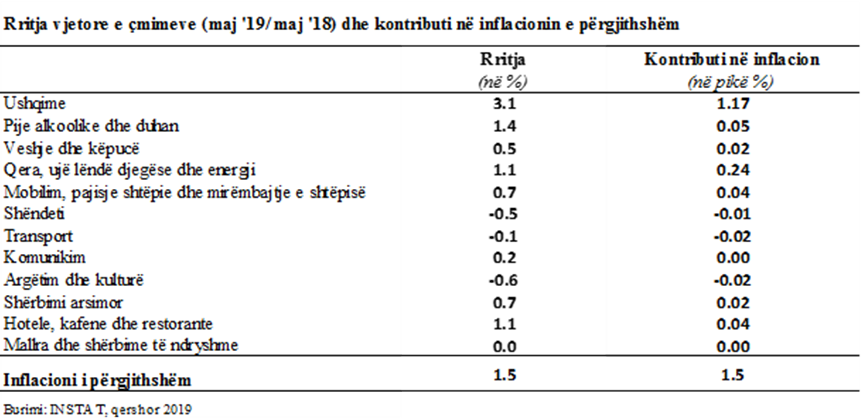 Rritja vjetore e çmimeve (maj '19/ maj '18) dhe kontributi në inflacionin e përgjithshëm
Rritja Kontributi në inflacion
(në %) (në pikë %)
Ushqime 3.1 1.17
Pije alkoolike dhe duhan 1.4 0.05
Veshje dhe këpucë 0.5 0.02
Qera, ujë lëndë djegëse dhe energji 1.1 0.24
Mobilim, pajisje shtëpie dhe mirëmbajtje e shtëpisë 0.7 0.04
Shëndeti -0.5 -0.01
Transport -0.1 -0.02
Komunikim 0.2 0.00
Argëtim dhe kulturë -0.6 -0.02
Shërbimi arsimor 0.7 0.02
Hotele, kafene dhe restorante 1.1 0.04
Mallra dhe shërbime të ndryshme 0.0 0.00
Inflacioni i përgjithshëm 1.5 1.5
Burimi: INSTAT, qershor 2019